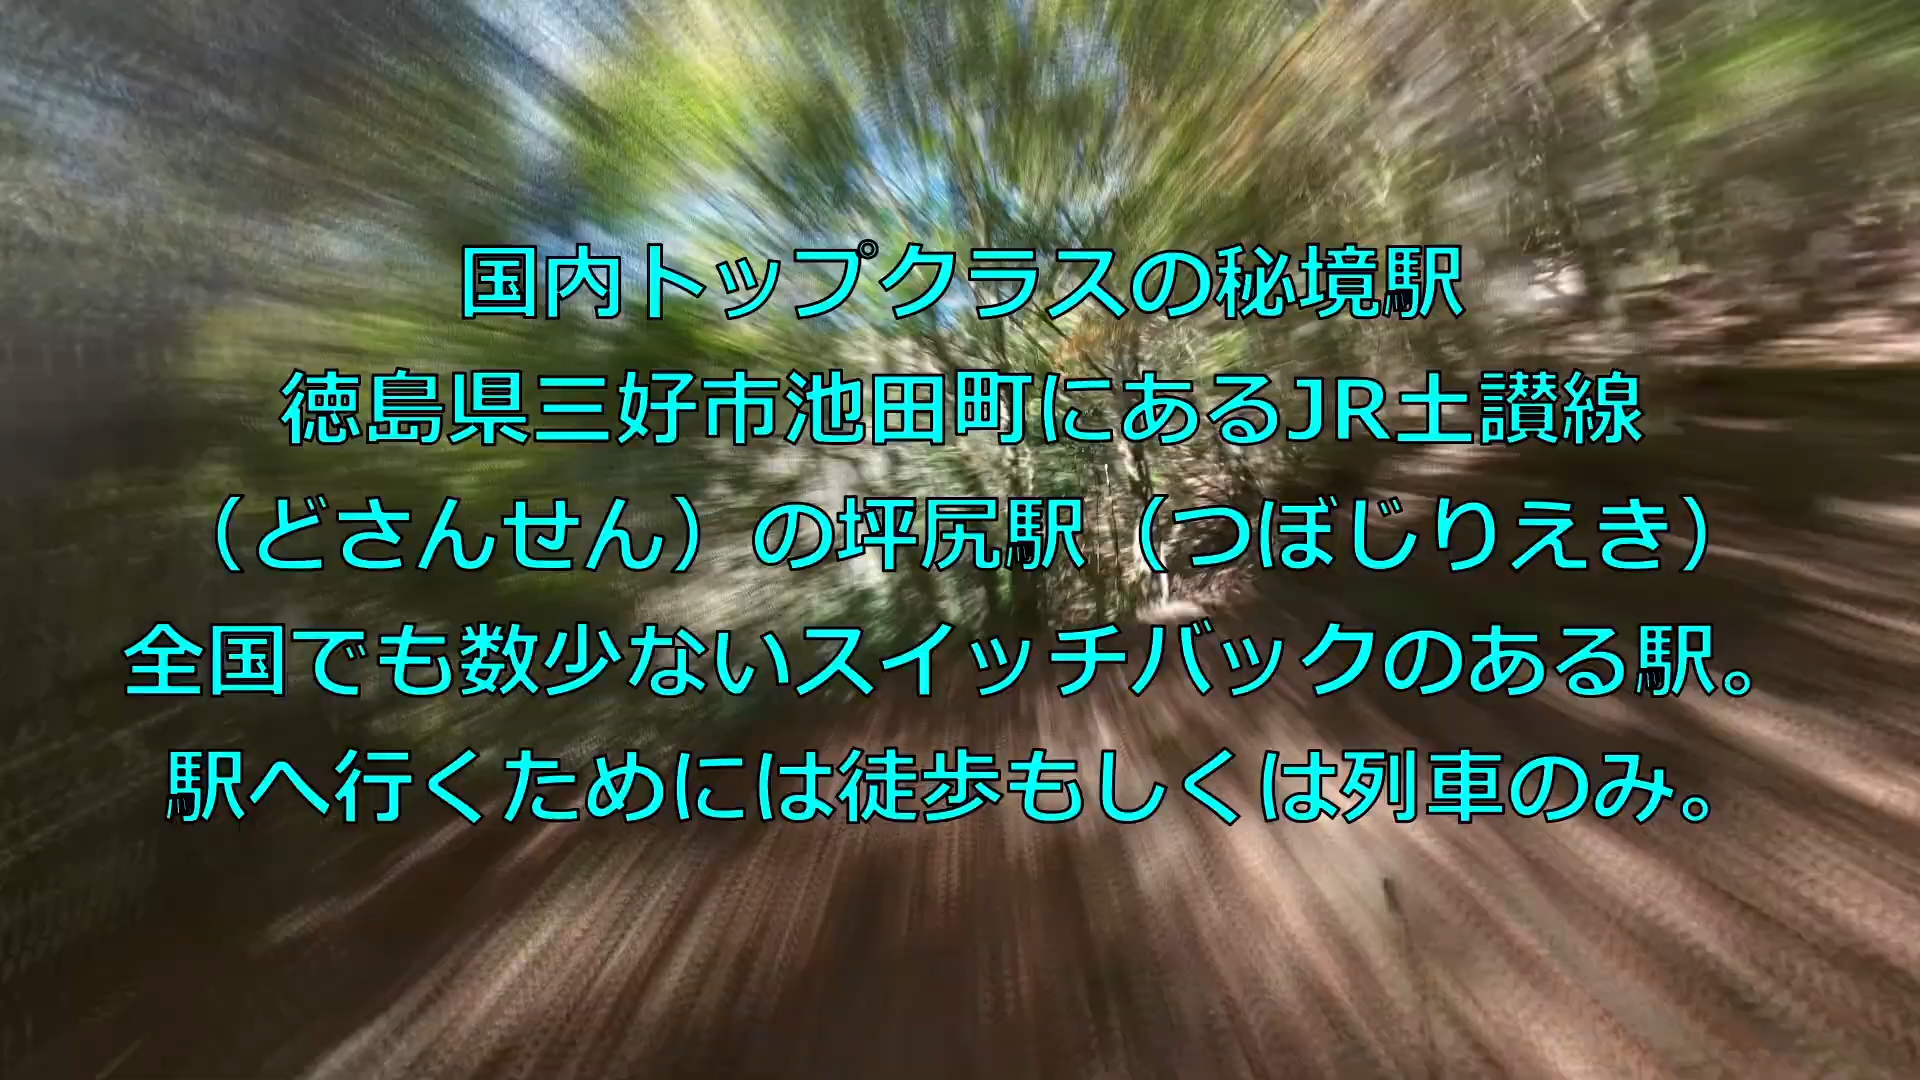 国内トップクラスの秘境駅
徳島県三好市池田町にあるJR土讃線
（どさんせん）の坪尻駅（つぼじりえき）
全国でも数少ないスイッチバックのある駅。
駅へ行くためには徒歩もしくは列車のみ。